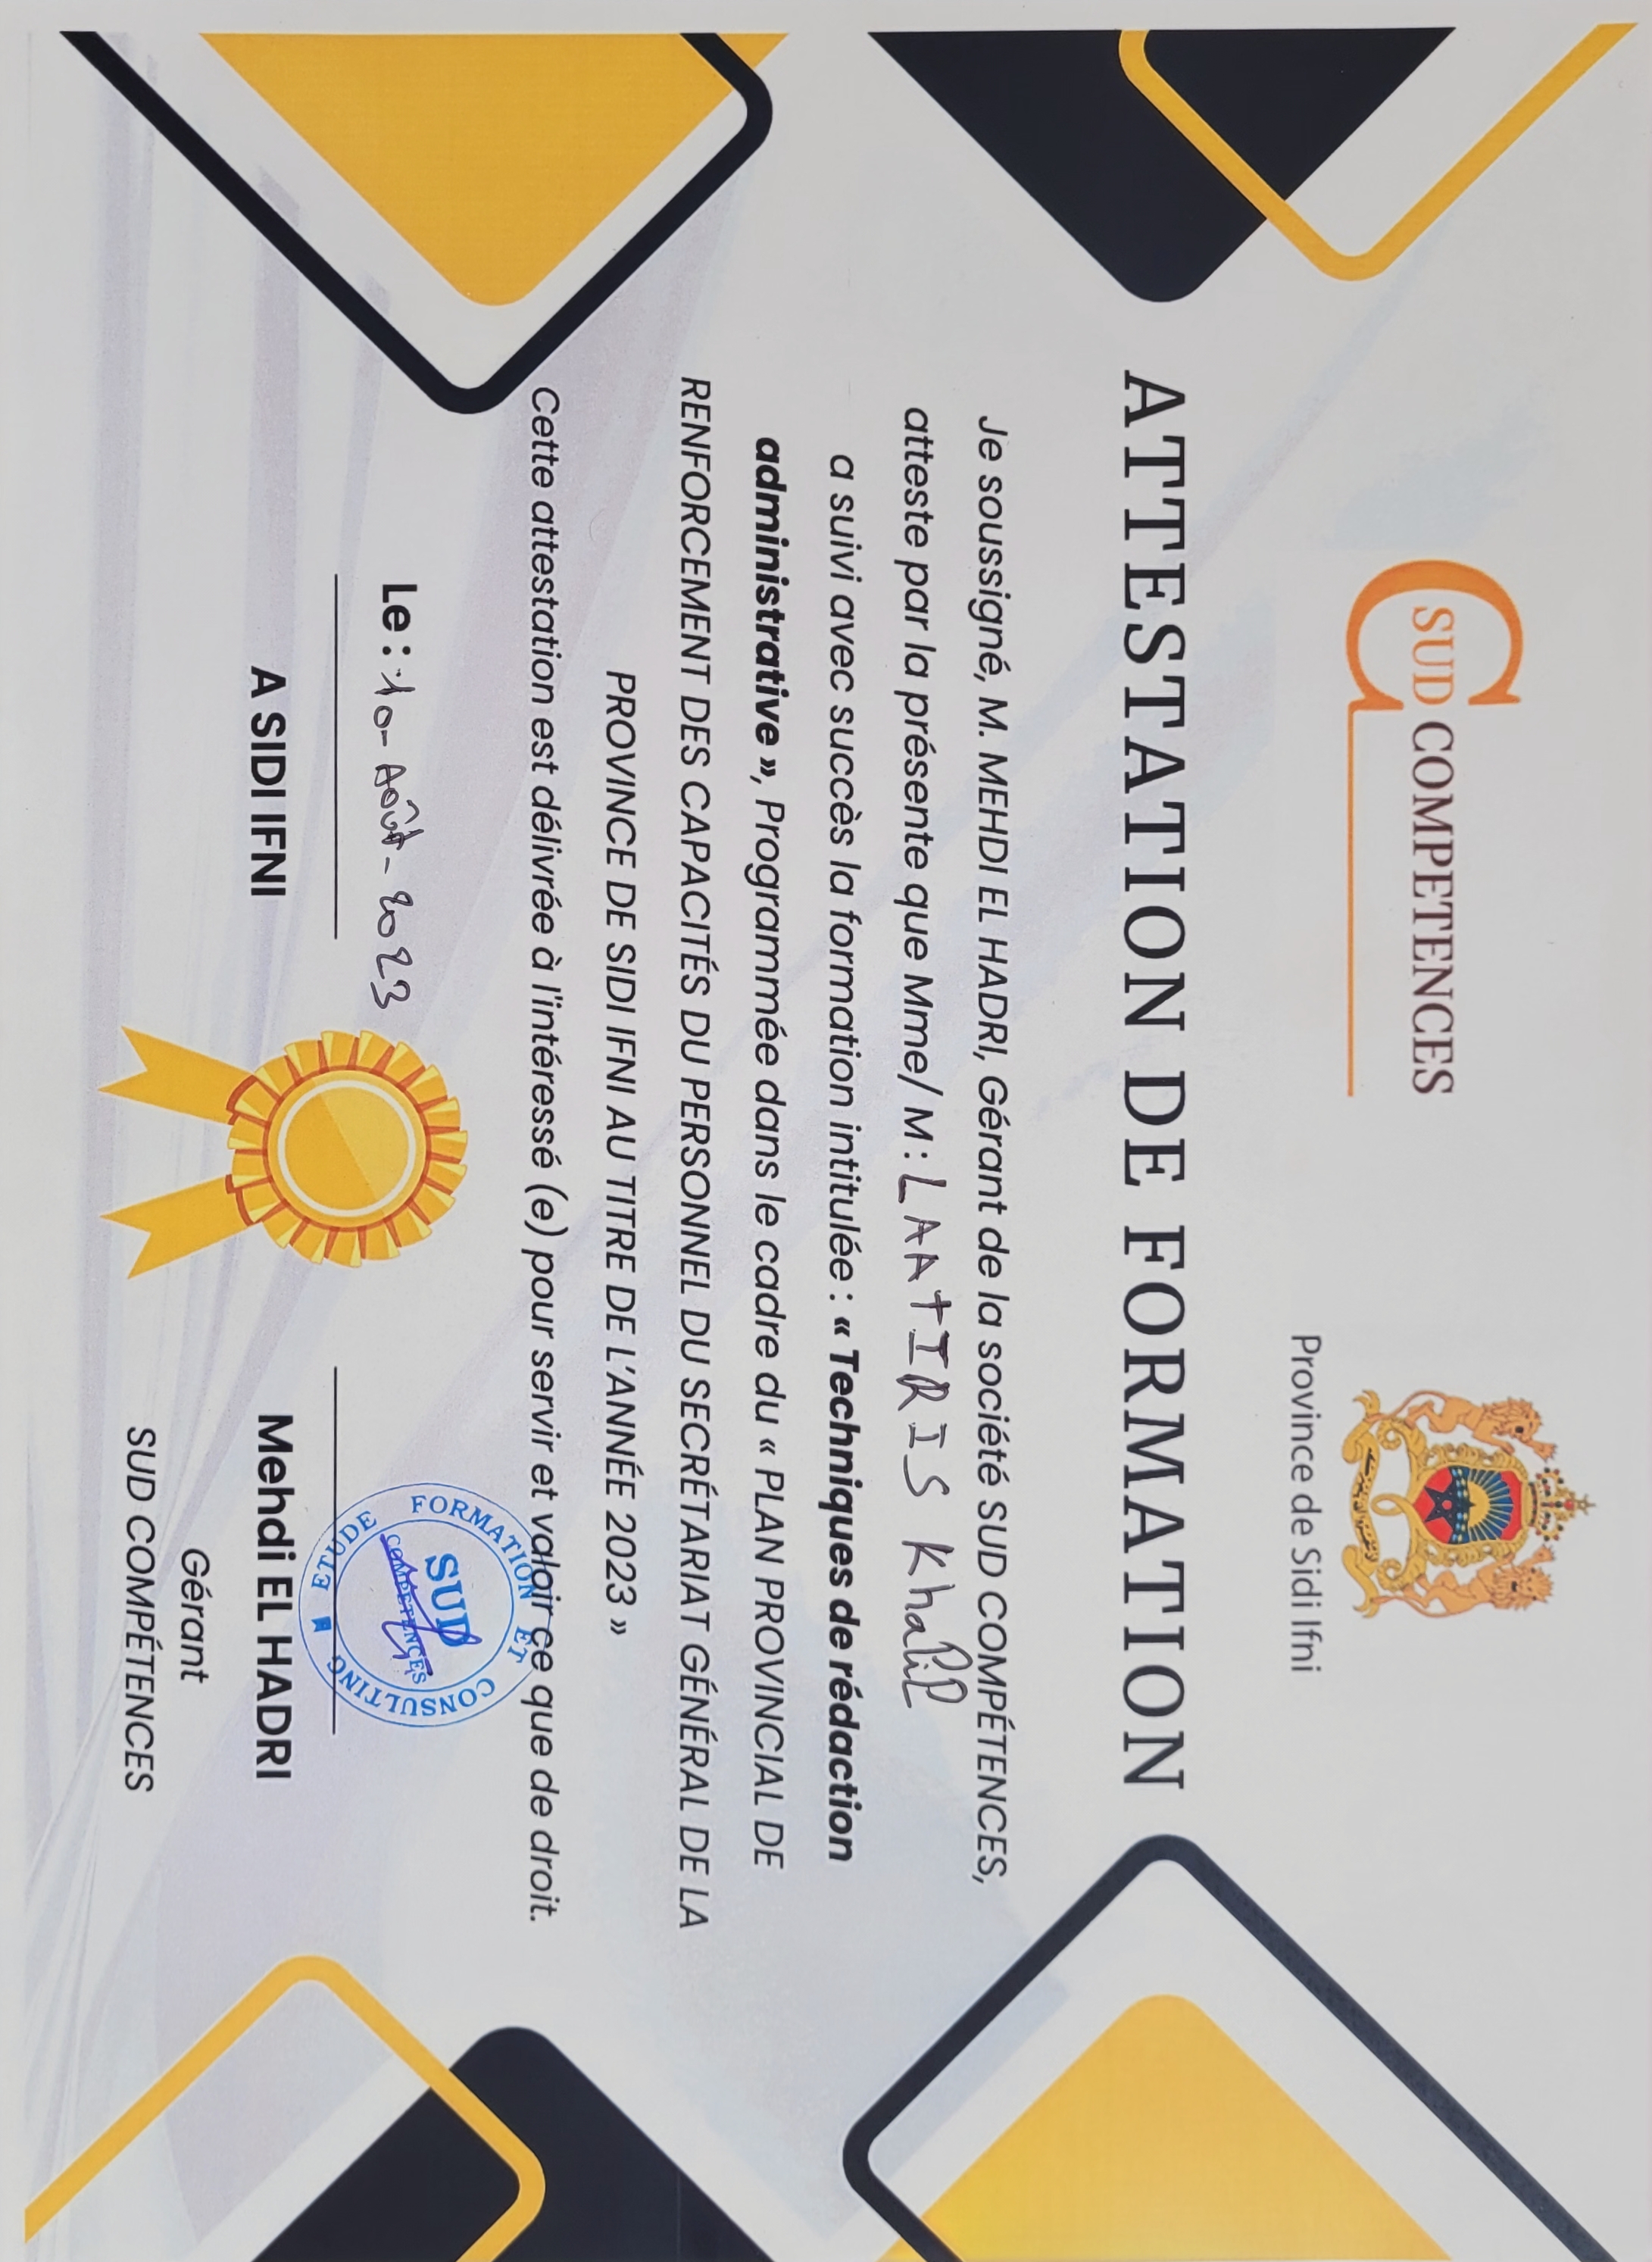 SUD COMPETENCES
Province de Sidi Ifni
ATTESTATION DE FORMATION
Je soussigné, M. MEHDI EL HADRI, Gérant de la société SUD COMPÉTENCES,
atteste par la présente que Mme/ M : LAATIRIS Khalil
a suivi avec succès la formation intitulée : « Techniques de rédaction
administrative », Programmée dans le cadre du « PLAN PROVINCIAL DE
RENFORCEMENT DES CAPACITÉS DU PERSONNEL DU SECRÉTARIAT GÉNÉRAL DE LA
PROVINCE DE SIDI IFNI AU TITRE DE L'ANNÉE 2023 »
Cette attestation est délivrée à l'intéressé (e) pour servir et valoir ce que de droit.
ETUDE FORMATION ET CONSULTING
SUD
COMPETENCES
Le : 10- Août- 2023
A SIDI IFNI
Mehdi EL HADRI
Gérant
SUD COMPÉTENCES